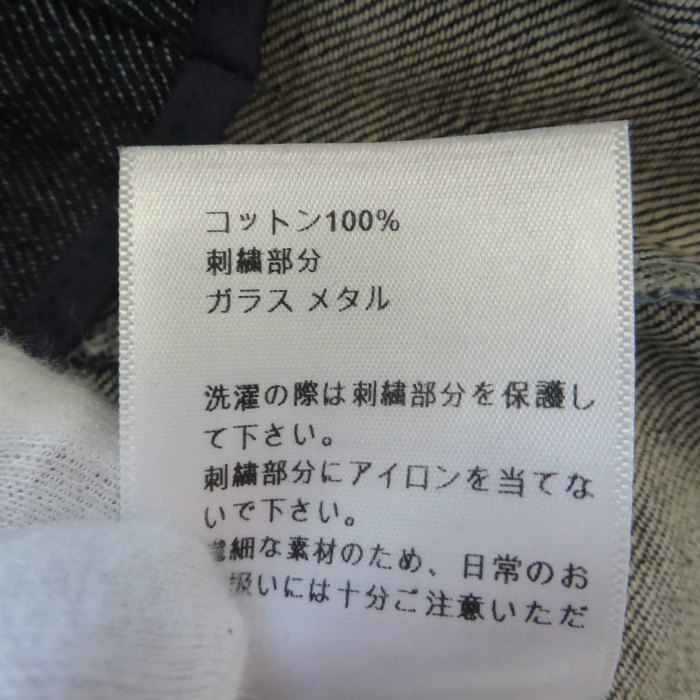 コットン100%
刺繍部分
ガラス メタル
洗濯の際は刺繍部分を保護し
て下さい。
刺繍部分にアイロンを当てな
いで下さい。
細な素材のため、日常のお
扱いには十分ご注意いただ